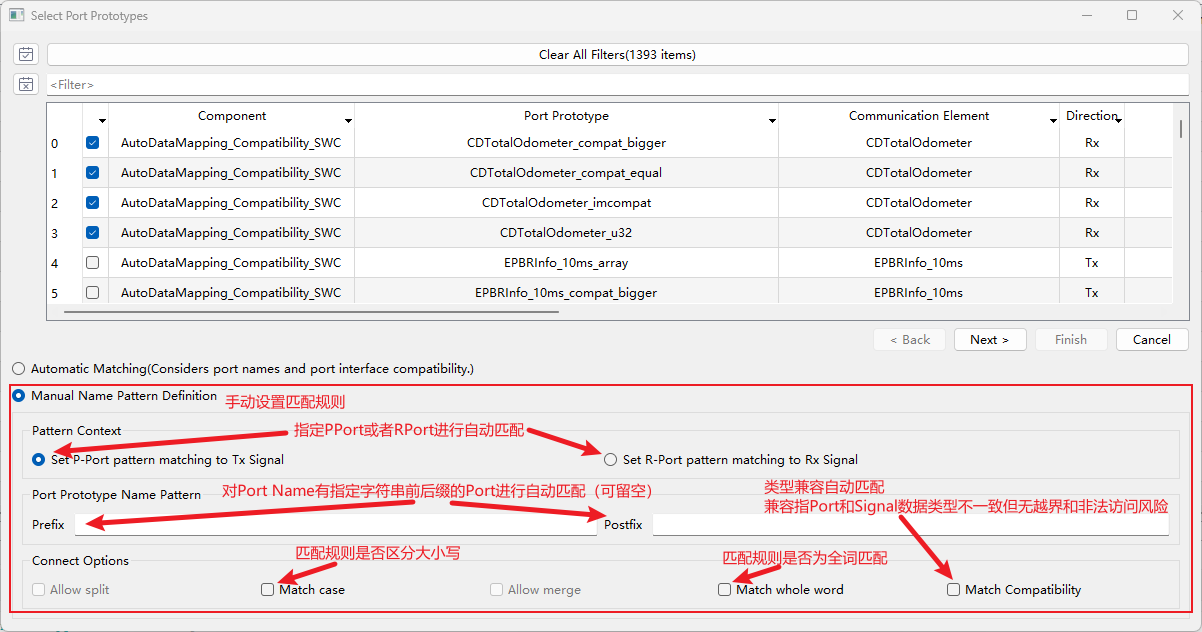 Select Port Prototypes
Clear All Filters(1393 items)
<Filter>
Component Port Prototype Communication Element Direction
0 AutoDataMapping_Compatibility_SWC CDTotalOdometer_compat_bigger CDTotalOdometer Rx
1 AutoDataMapping_Compatibility_SWC CDTotalOdometer_compat_equal CDTotalOdometer Rx
2 AutoDataMapping_Compatibility_SWC CDTotalOdometer_imcompat CDTotalOdometer Rx
3 AutoDataMapping_Compatibility_SWC CDTotalOdometer_u32 CDTotalOdometer Rx
4 AutoDataMapping_Compatibility_SWC EPBRInfo_10ms_array EPBRInfo_10ms Tx
5 AutoDataMapping_Compatibility_SWC EPBRInfo_10ms_compat_bigger EPBRInfo_10ms Tx
< Back Next > Finish Cancel
Automatic Matching(Considers port names and port interface compatibility.)
Manual Name Pattern Definition 手动设置匹配规则
Pattern Context 指定PPort或者RPort进行自动匹配
Set P-Port pattern matching to Tx Signal Set R-Port pattern matching to Rx Signal
Port Prototype Name Pattern 对Port Name有指定字符串前后缀的Port进行自动匹配（可留空） 类型兼容自动匹配
兼容指Port和Signal数据类型不一致但无越界和非法访问风险
Prefix Postfix
Connect Options 匹配规则是否区分大小写 匹配规则是否为全词匹配
Allow split Match case Allow merge Match whole word Match Compatibility